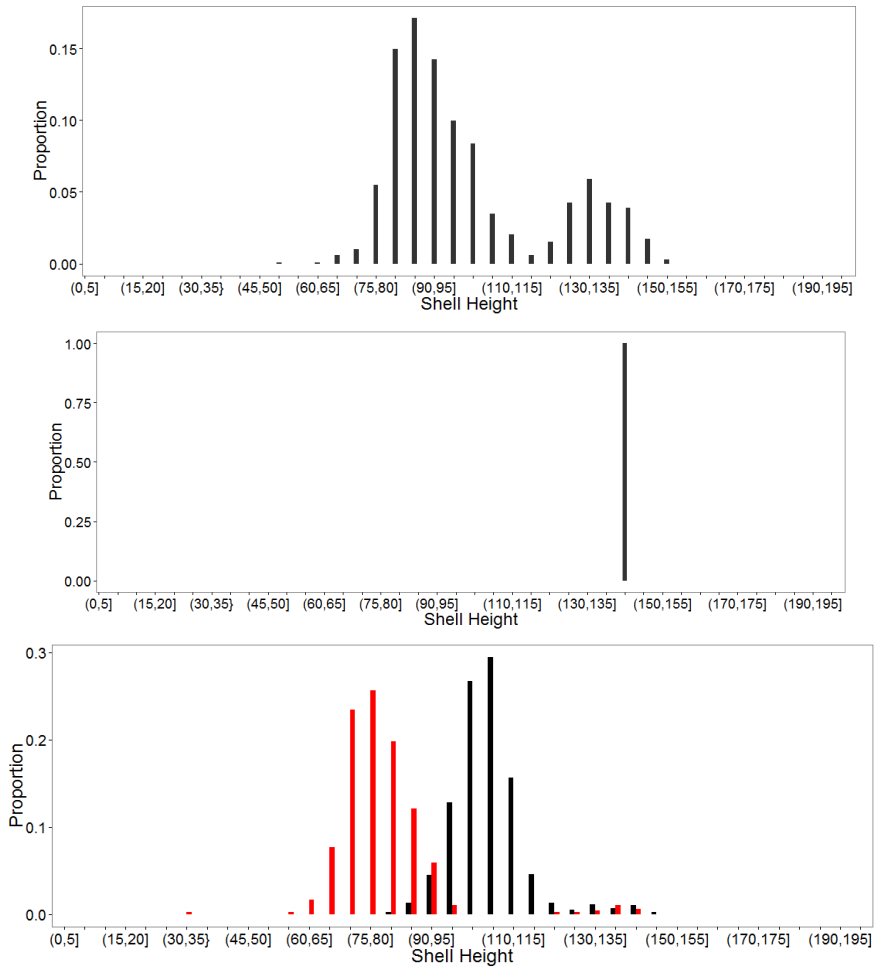 0.15
0.10
0.05
0.00
Proportion
(0,5] (15,20] (30,35} (45,50] (60,65] (75,80] (90,95] (110,115] (130,135] (150,155] (170,175] (190,195]
Shell Height
1.00
0.75
0.50
0.25
0.00
Proportion
(0,5] (15,20] (30,35} (45,50] (60,65] (75,80] (90,95] (110,115] (130,135] (150,155] (170,175] (190,195]
Shell Height
0.3
0.2
0.1
0.0
Proportion
(0,5] (15,20] (30,35} (45,50] (60,65] (75,80] (90,95] (110,115] (130,135] (150,155] (170,175] (190,195]
Shell Height